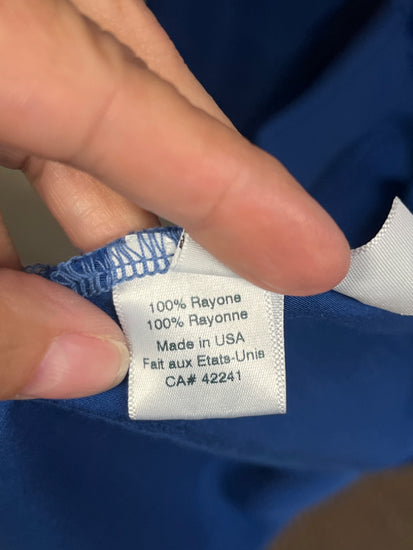 100% Rayone
100% Rayonne
Made in USA
Fait aux Etats-Unis
CA# 42241